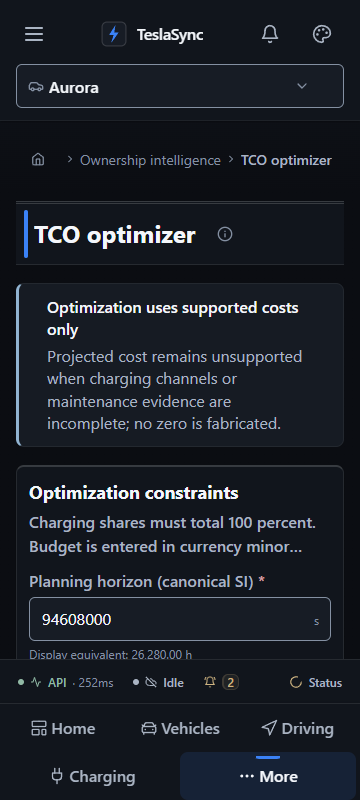 TeslaSync
Aurora
Ownership intelligence
TCO optimizer
TCO optimizer
Optimization uses supported costs
only
Projected cost remains unsupported
when charging channels or
maintenance evidence are
incomplete; no zero is fabricated.
Optimization constraints
Charging shares must total 100 percent.
Budget is entered in currency minor...
Planning horizon (canonical SI) *
94608000
s
Display equivalent: 26,280.00 h
API · 252ms
Idle
2
Status
Home
Vehicles
Driving
Charging
More